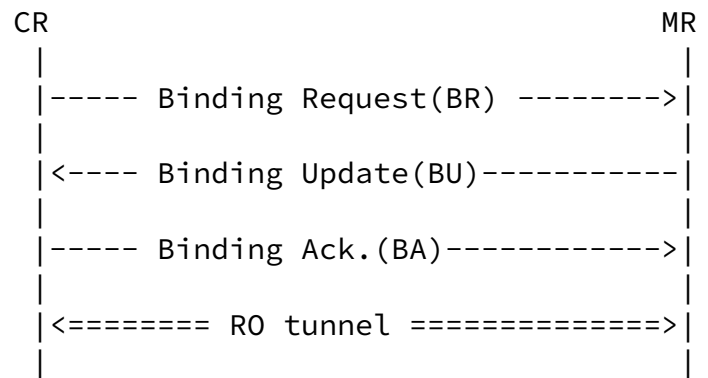 CR MR
|----- Binding Request(BR) -------->|
|<---- Binding Update(BU)-----------|
|----- Binding Ack.(BA)------------>|
|<======== RO tunnel ==============>|